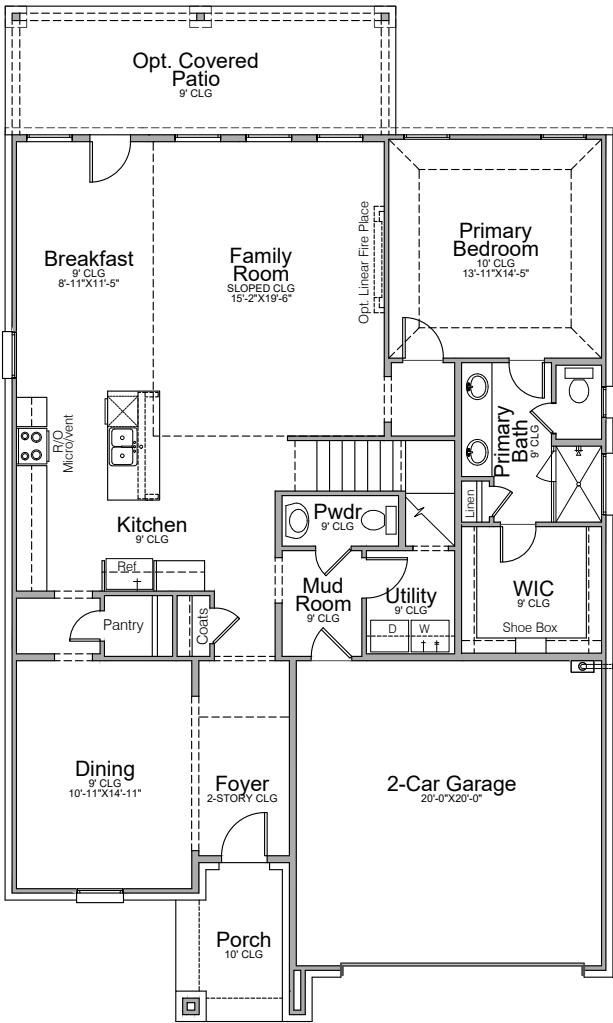 Opt. Covered
Patio
9' CLG
Breakfast
9' CLG
8'-11"X11'-5"
Family
Room
SLOPED CLG
15'-2"X19'-6"
Opt. Linear Fire Place
Primary
Bedroom
10' CLG
13'-11"X14'-5"
R/O
Micro/vent
Primary
Bath
9' CLG
Linen
Kitchen
9' CLG
Pwdr
9' CLG
Ref.
Mud
Room
9' CLG
Utility
9' CLG
D
W
WIC
9' CLG
Shoe Box
Pantry
Coats
Dining
9' CLG
10'-11"X14'-11"
Foyer
2-STORY CLG
2-Car Garage
20'-0"X20'-0"
Porch
10' CLG